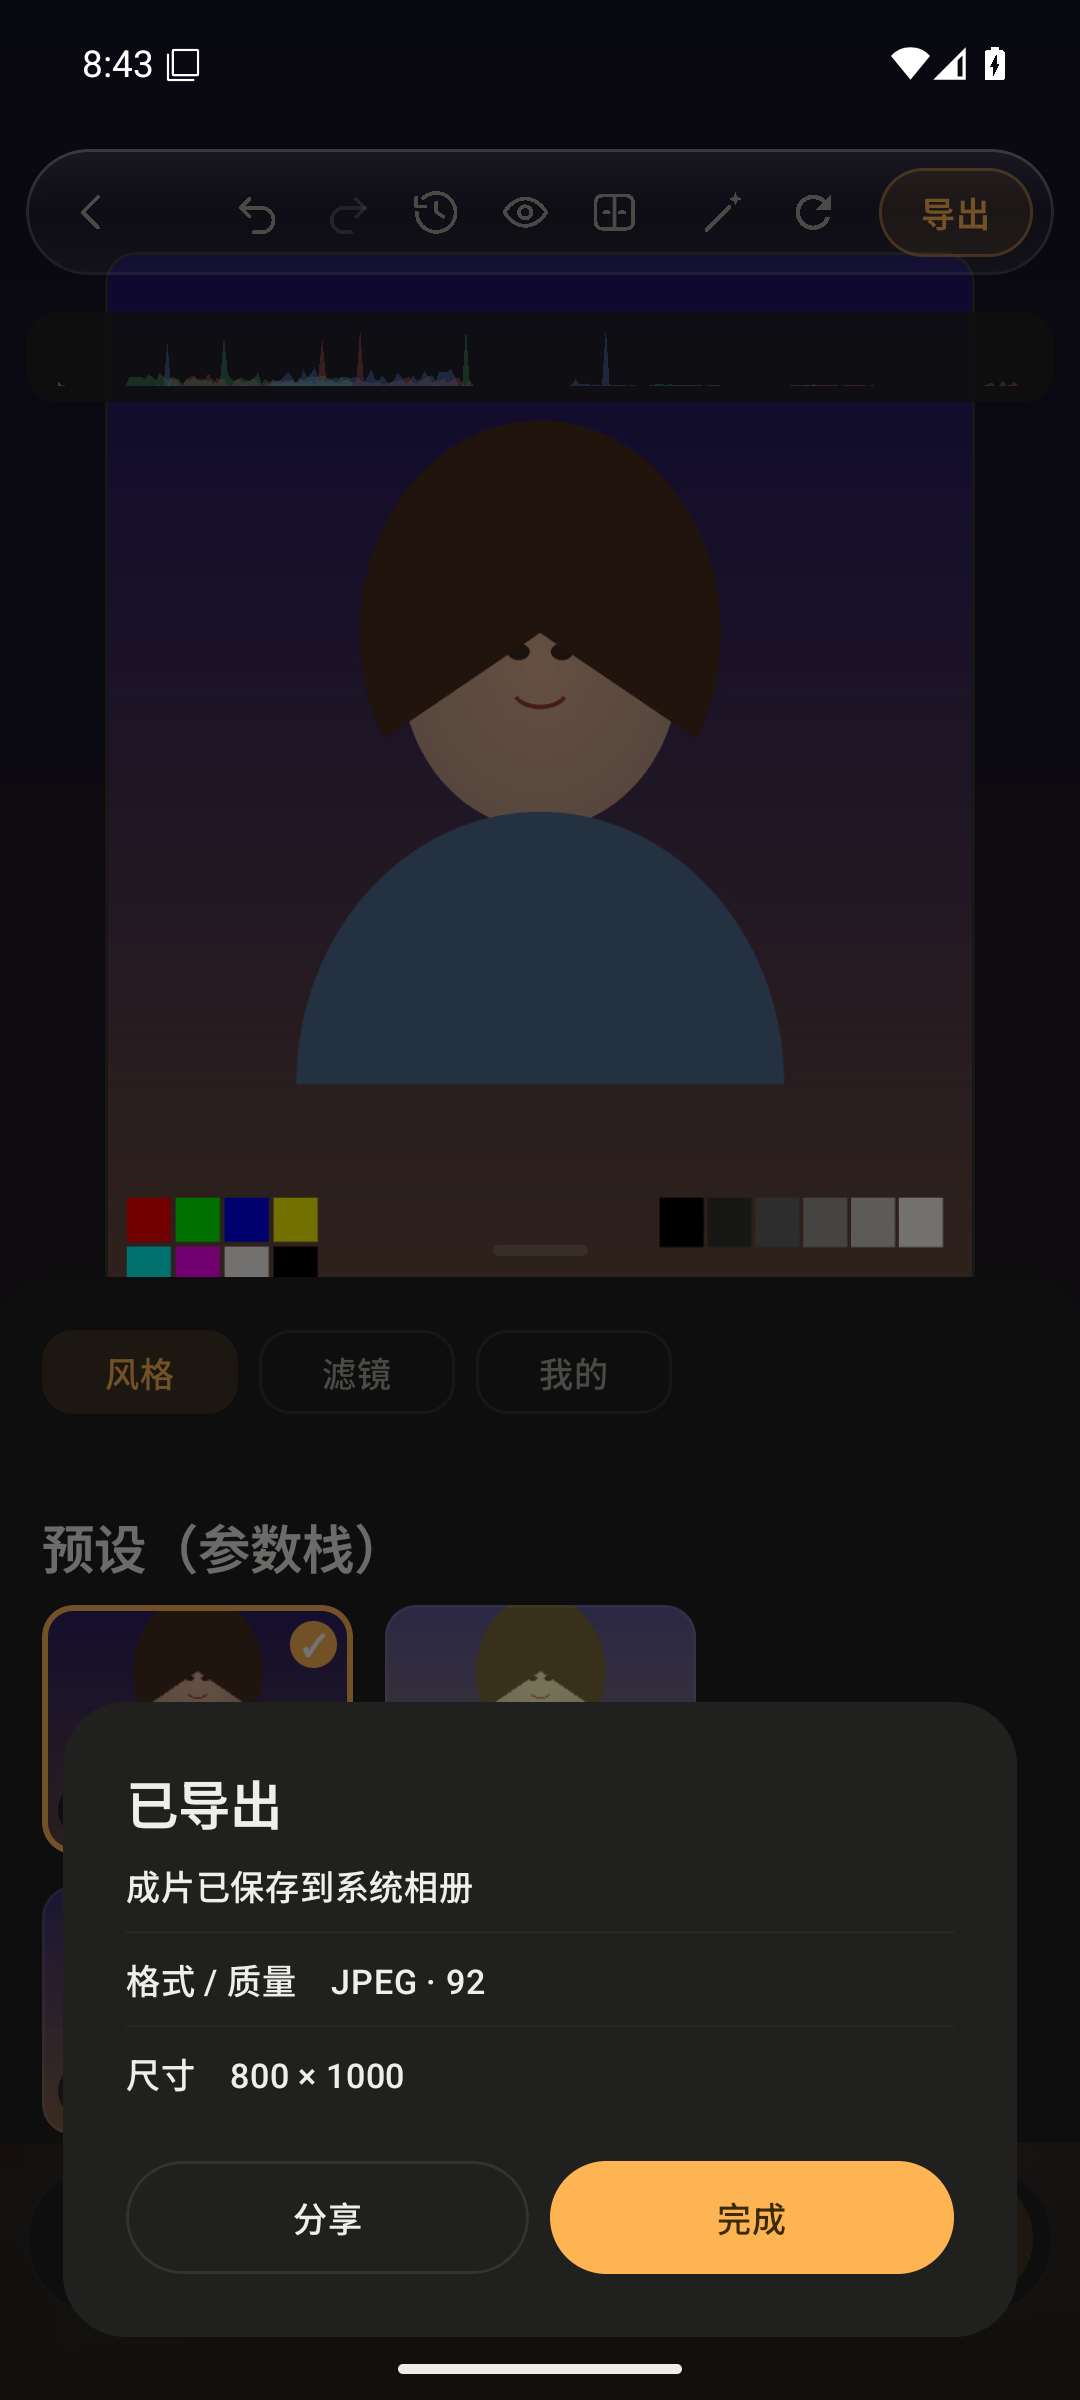 8:43
导出
风格
滤镜
我的
预设（参数栈）
已导出
成片已保存到系统相册
格式 / 质量 JPEG · 92
尺寸 800 × 1000
分享
完成